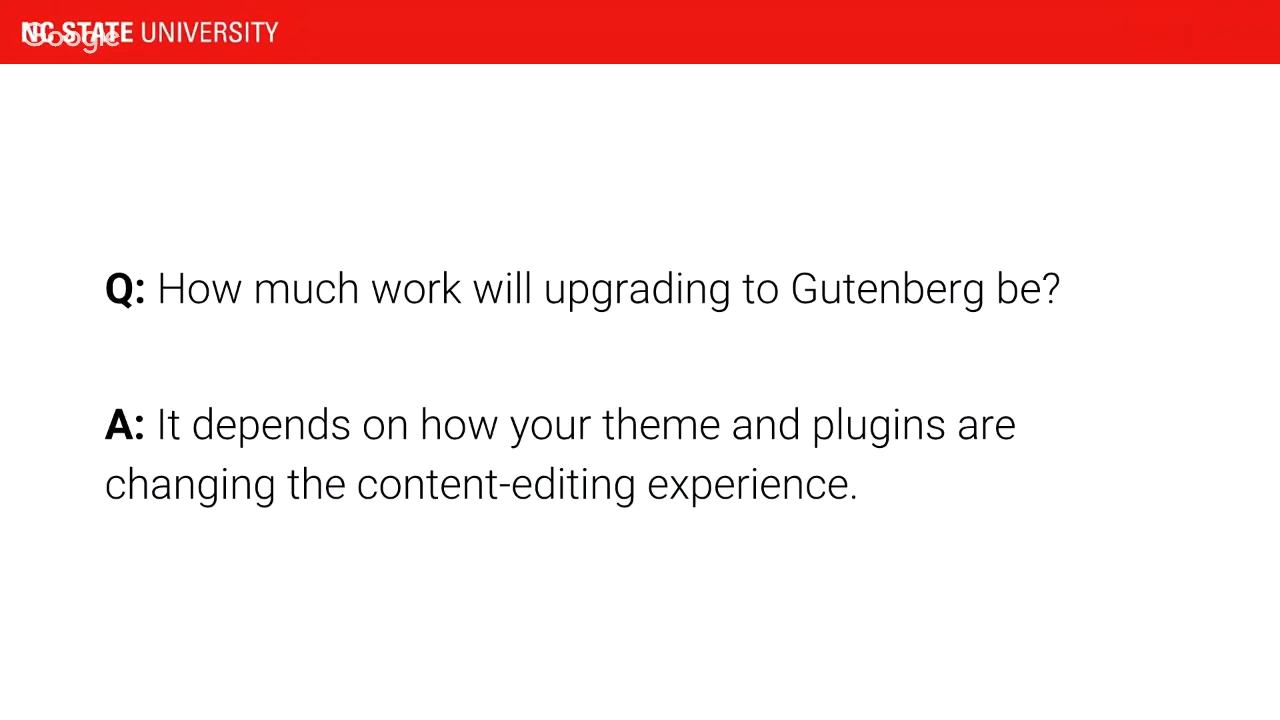 NC STATE UNIVERSITY
Google
Q: How much work will upgrading to Gutenberg be?
A: It depends on how your theme and plugins are
changing the content-editing experience.